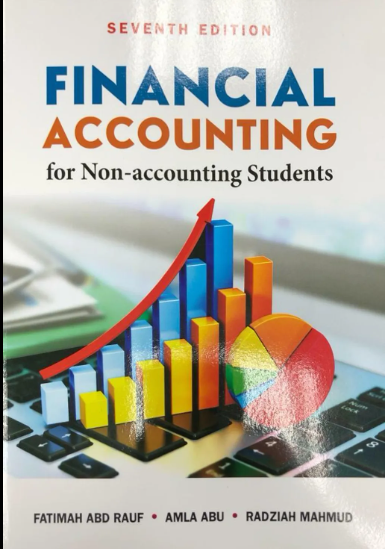 SEVENTH EDITION
FINANCIAL
ACCOUNTING
for Non-accounting Students
FATIMAH ABD RAUF • AMLA ABU • RADZIAH MAHMUD